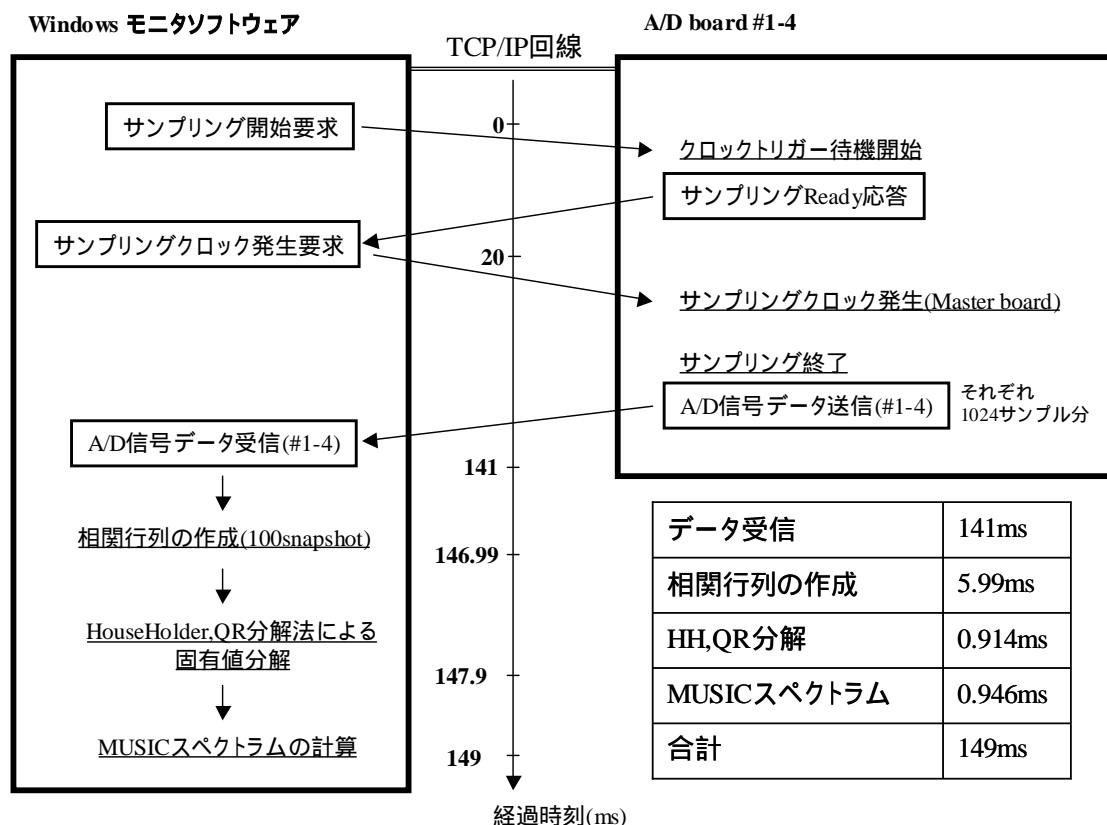 Windows モニタソフトウェア
TCP/IP回線
A/D board #1-4
サンプリング開始要求
0
クロックトリガー待機開始
サンプリングReady応答
サンプリングクロック発生要求
20
サンプリングクロック発生(Master board)
サンプリング終了
A/D信号データ送信(#1-4)
それぞれ
1024サンプル分
A/D信号データ受信(#1-4)
141
相関行列の作成(100snapshot)
146.99
HouseHolder,QR分解法による
固有値分解
147.9
MUSICスペクトラムの計算
149
経過時刻(ms)
データ受信 141ms
相関行列の作成 5.99ms
HH,QR分解 0.914ms
MUSICスペクトラム 0.946ms
合計 149ms